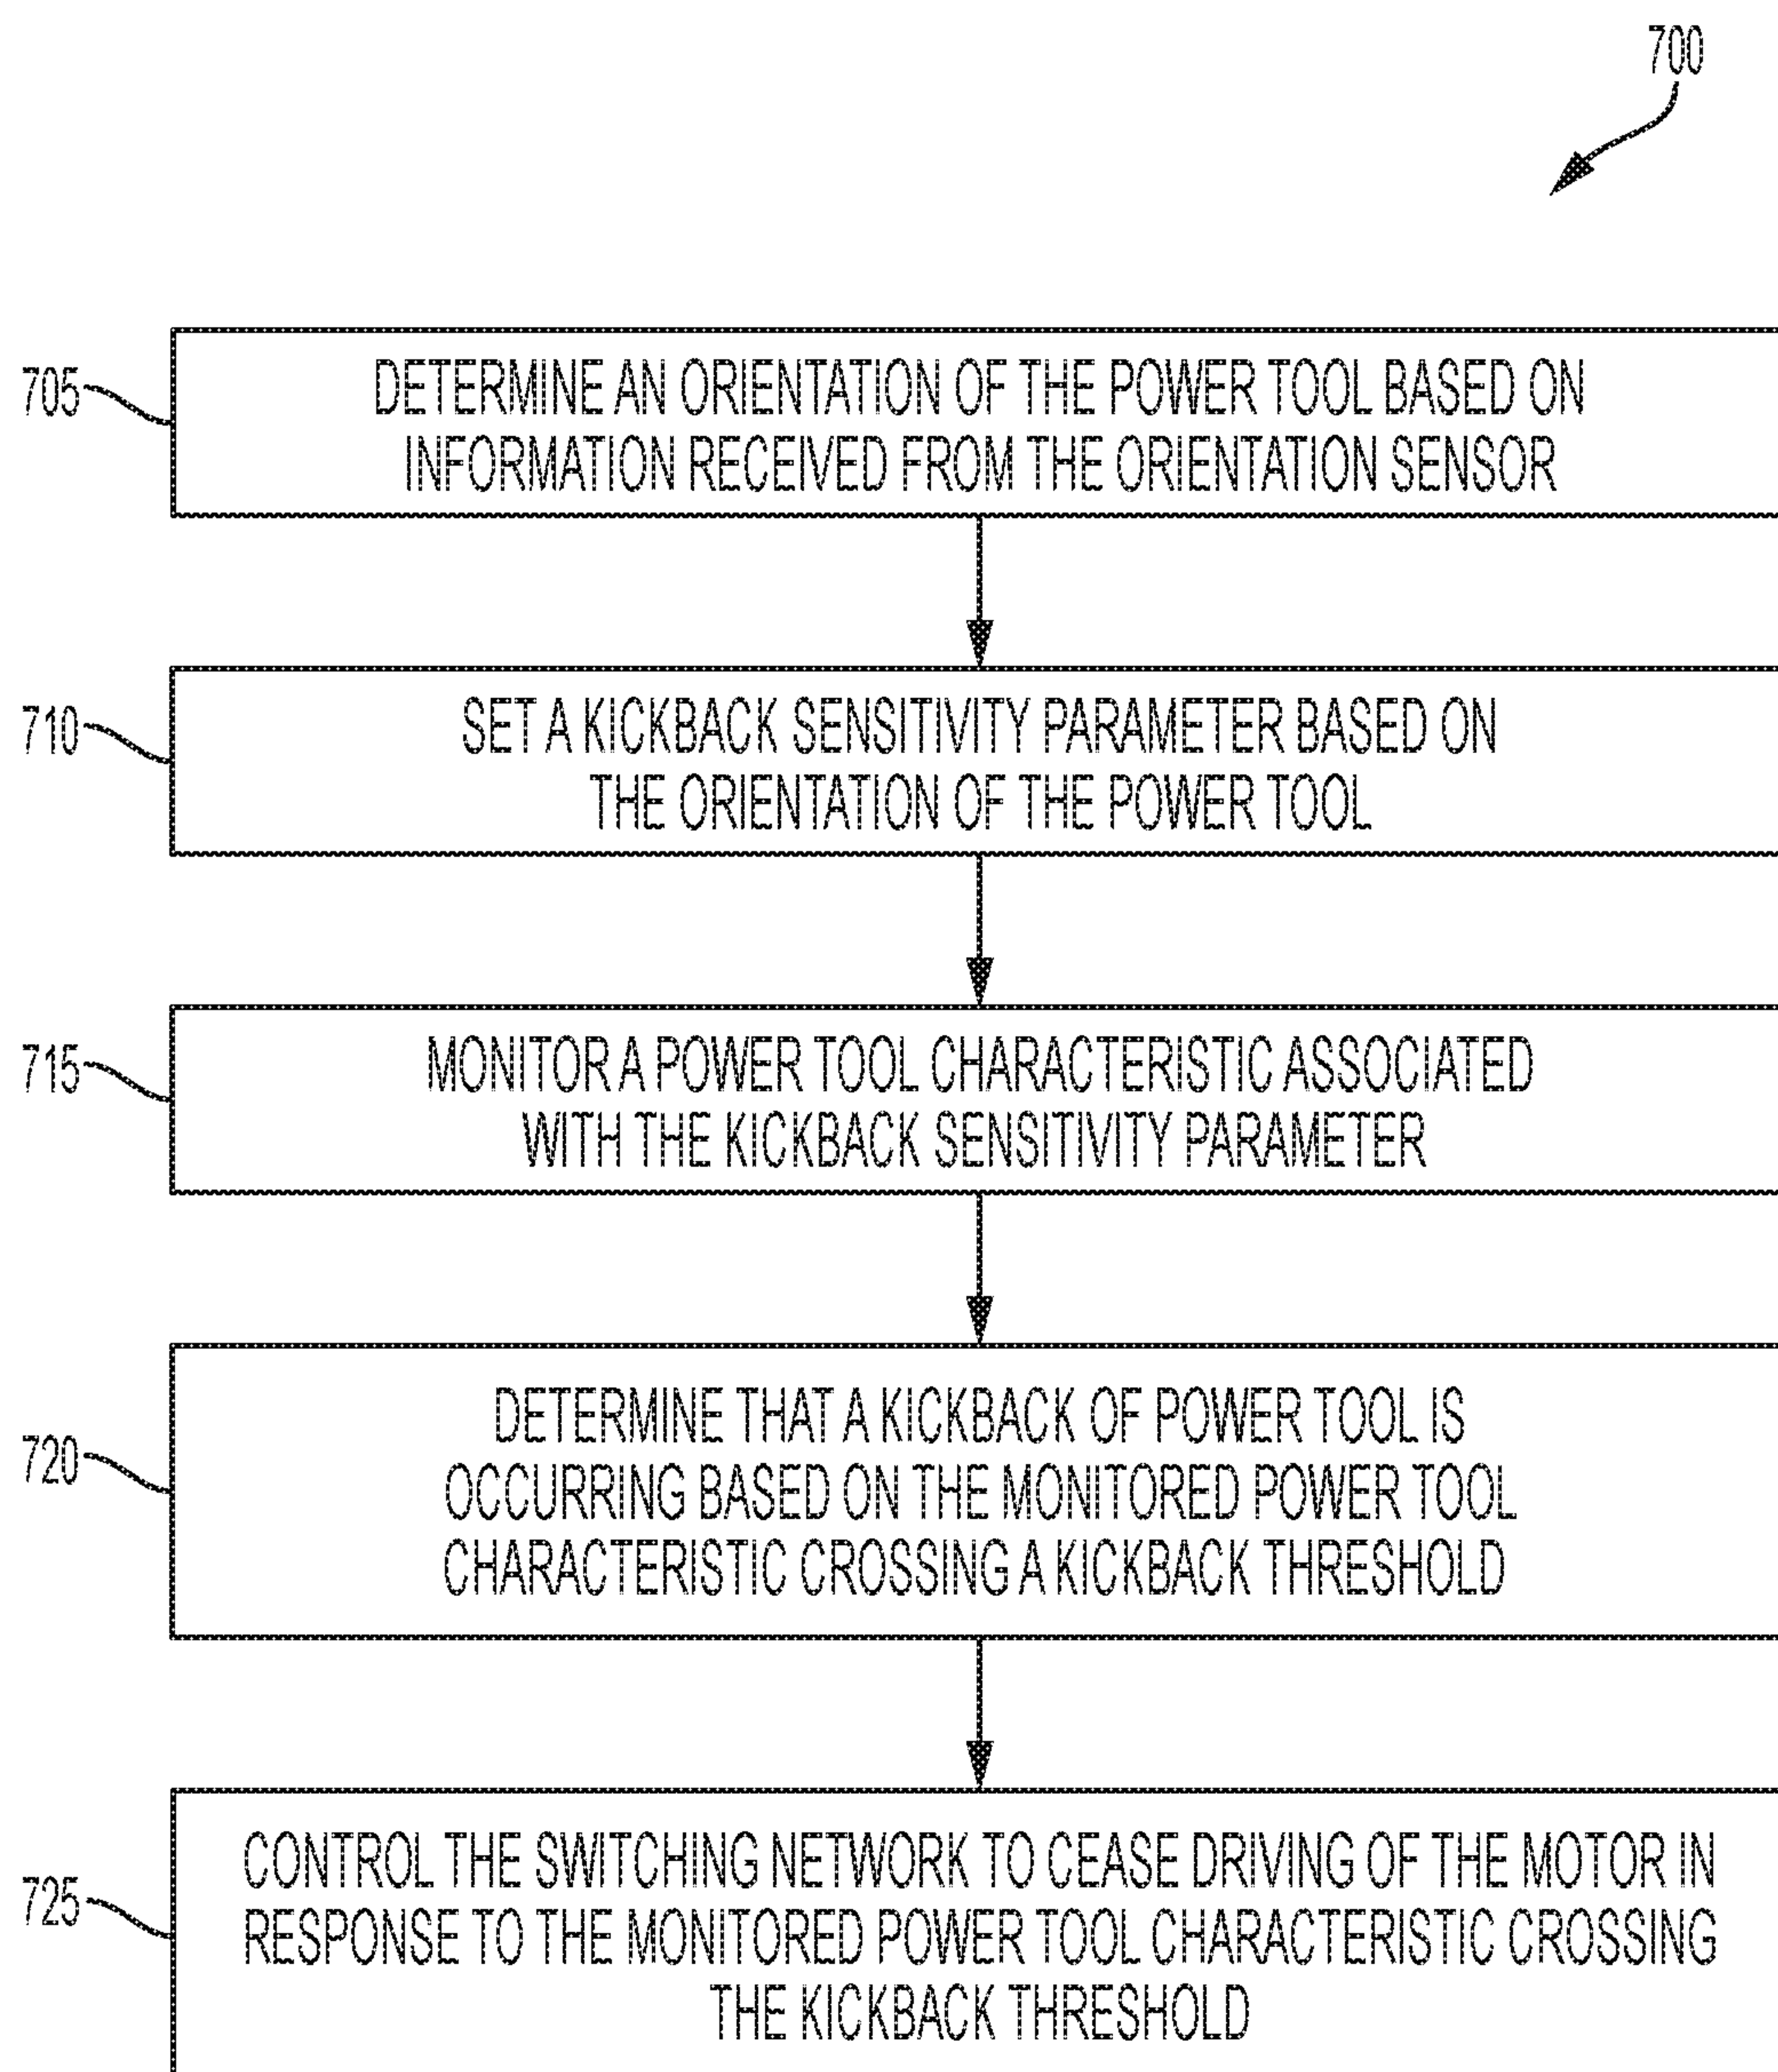 700
705
DETERMINE AN ORIENTATION OF THE POWER TOOL BASED ON
INFORMATION RECEIVED FROM THE ORIENTATION SENSOR
710
SET A KICKBACK SENSITIVITY PARAMETER BASED ON
THE ORIENTATION OF THE POWER TOOL
715
MONITOR A POWER TOOL CHARACTERISTIC ASSOCIATED
WITH THE KICKBACK SENSITIVITY PARAMETER
720
DETERMINE THAT A KICKBACK OF POWER TOOL IS
OCCURRING BASED ON THE MONITORED POWER TOOL
CHARACTERISTIC CROSSING A KICKBACK THRESHOLD
725
CONTROL THE SWITCHING NETWORK TO CEASE DRIVING OF THE MOTOR IN
RESPONSE TO THE MONITORED POWER TOOL CHARACTERISTIC CROSSING
THE KICKBACK THRESHOLD